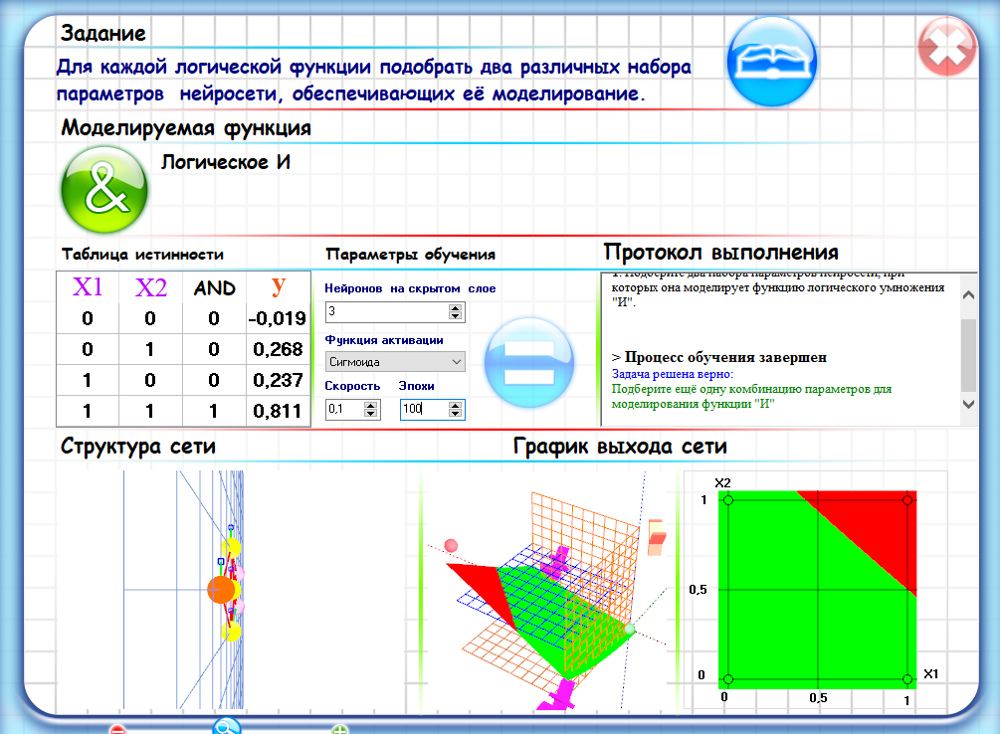 Задание
Для каждой логической функции подобрать два различных набора
параметров нейросети, обеспечивающих её моделирование.
Моделируемая функция
&
Логическое И
Таблица истинности
X1 X2 AND y
0 0 0 -0,019
0 1 0 0,268
1 0 0 0,237
1 1 1 0,811
Параметры обучения
Нейронов на скрытом слое
3
Функция активации
Сигмоида
Скорость Эпохи
0,1 100
Протокол выполнения
1. Подберите два набора параметров нейросети, при
которых она моделирует функцию логического умножения
"И".
> Процесс обучения завершен
Задача решена верно:
Подберите ещё одну комбинацию параметров для
моделирования функции "И"
Структура сети
График выхода сети
X2
1
0,5
0
X1
0 0,5 1